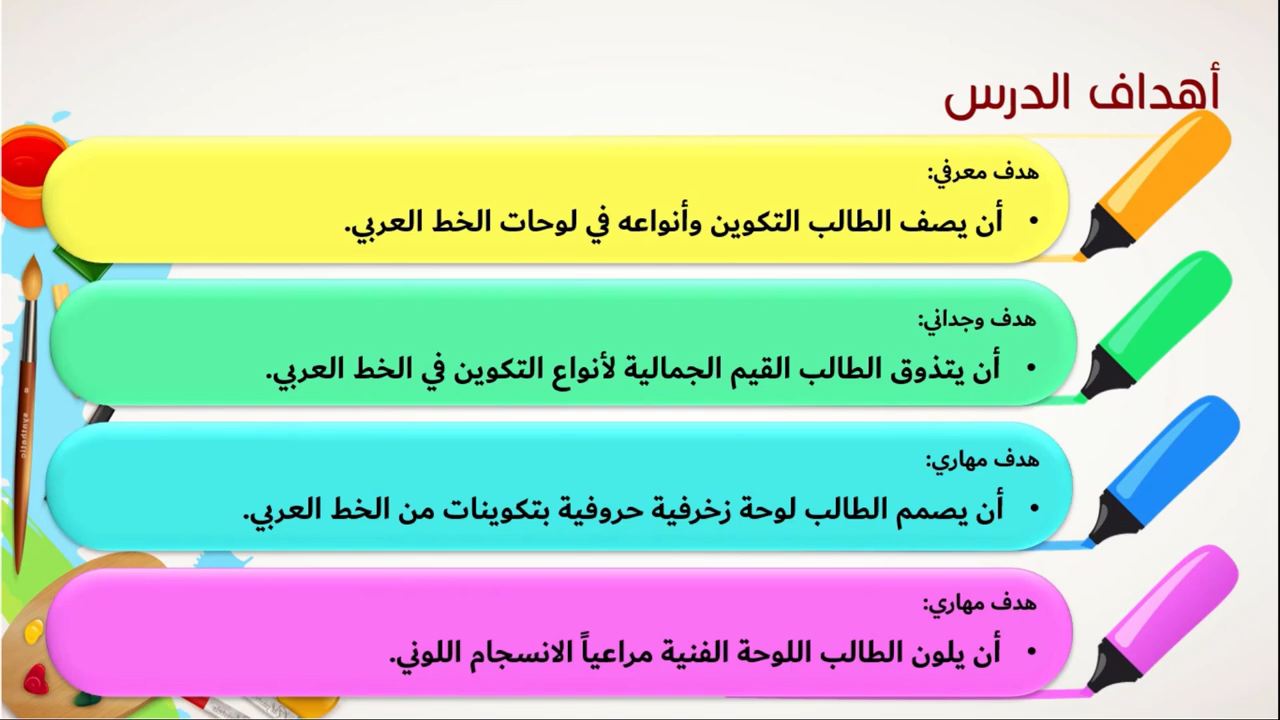 أهداف الدرس
هدف معرفي:
• أن يصف الطالب التكوين وأنواعه في لوحات الخط العربي.
هدف وجداني:
• أن يتذوق الطالب القيم الجمالية لأنواع التكوين في الخط العربي.
هدف مهاري:
• أن يصمم الطالب لوحة زخرفية حروفية بتكوينات من الخط العربي.
هدف مهاري:
• أن يلون الطالب اللوحة الفنية مراعياً الانسجام اللوني.
synthetic